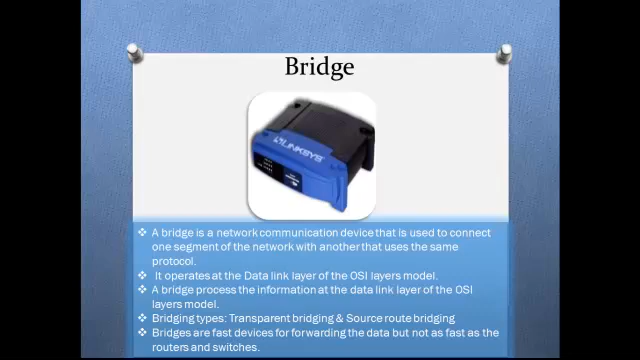 Bridge
LINKSYS
❖ A bridge is a network communication device that is used to connect
one segment of the network with another that uses the same
protocol.
❖ It operates at the Data link layer of the OSI layers model.
❖ A bridge process the information at the data link layer of the OSI
layers model.
❖ Bridging types: Transparent bridging & Source route bridging
❖ Bridges are fast devices for forwarding the data but not as fast as the
routers and switches.